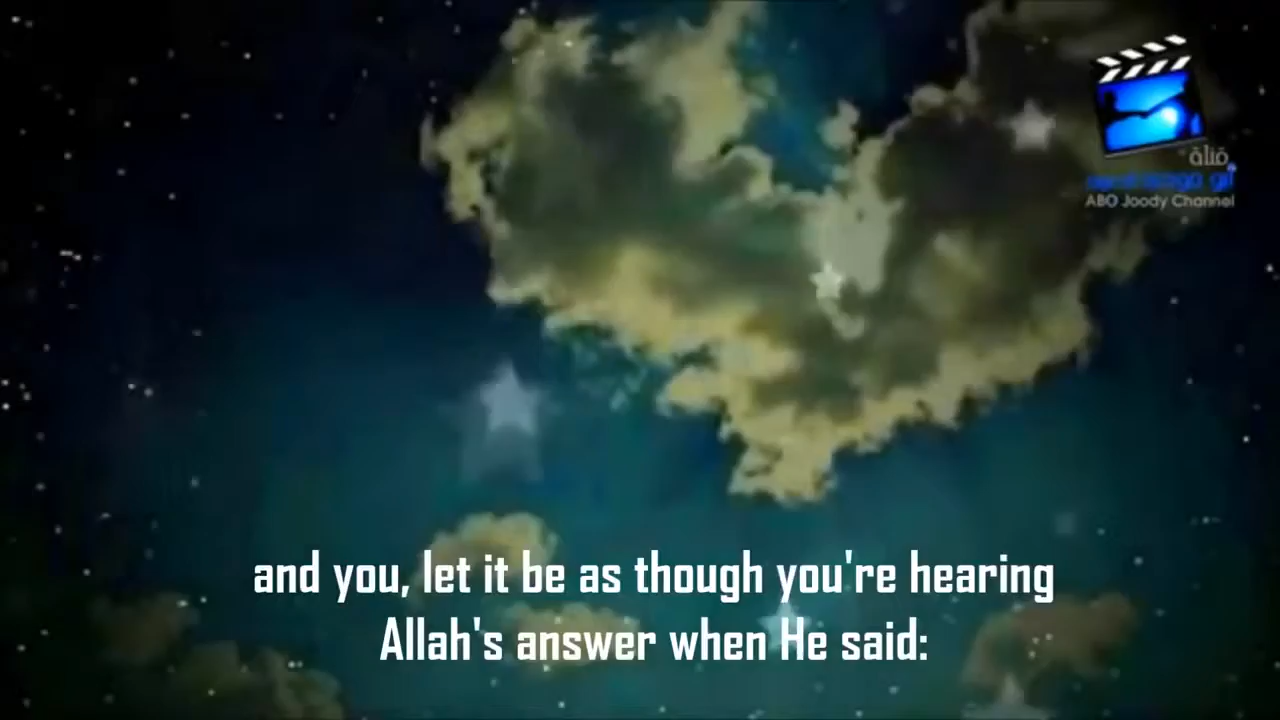 قناة
ABO Joody Channel
and you, let it be as though you're hearing
Allah's answer when He said: